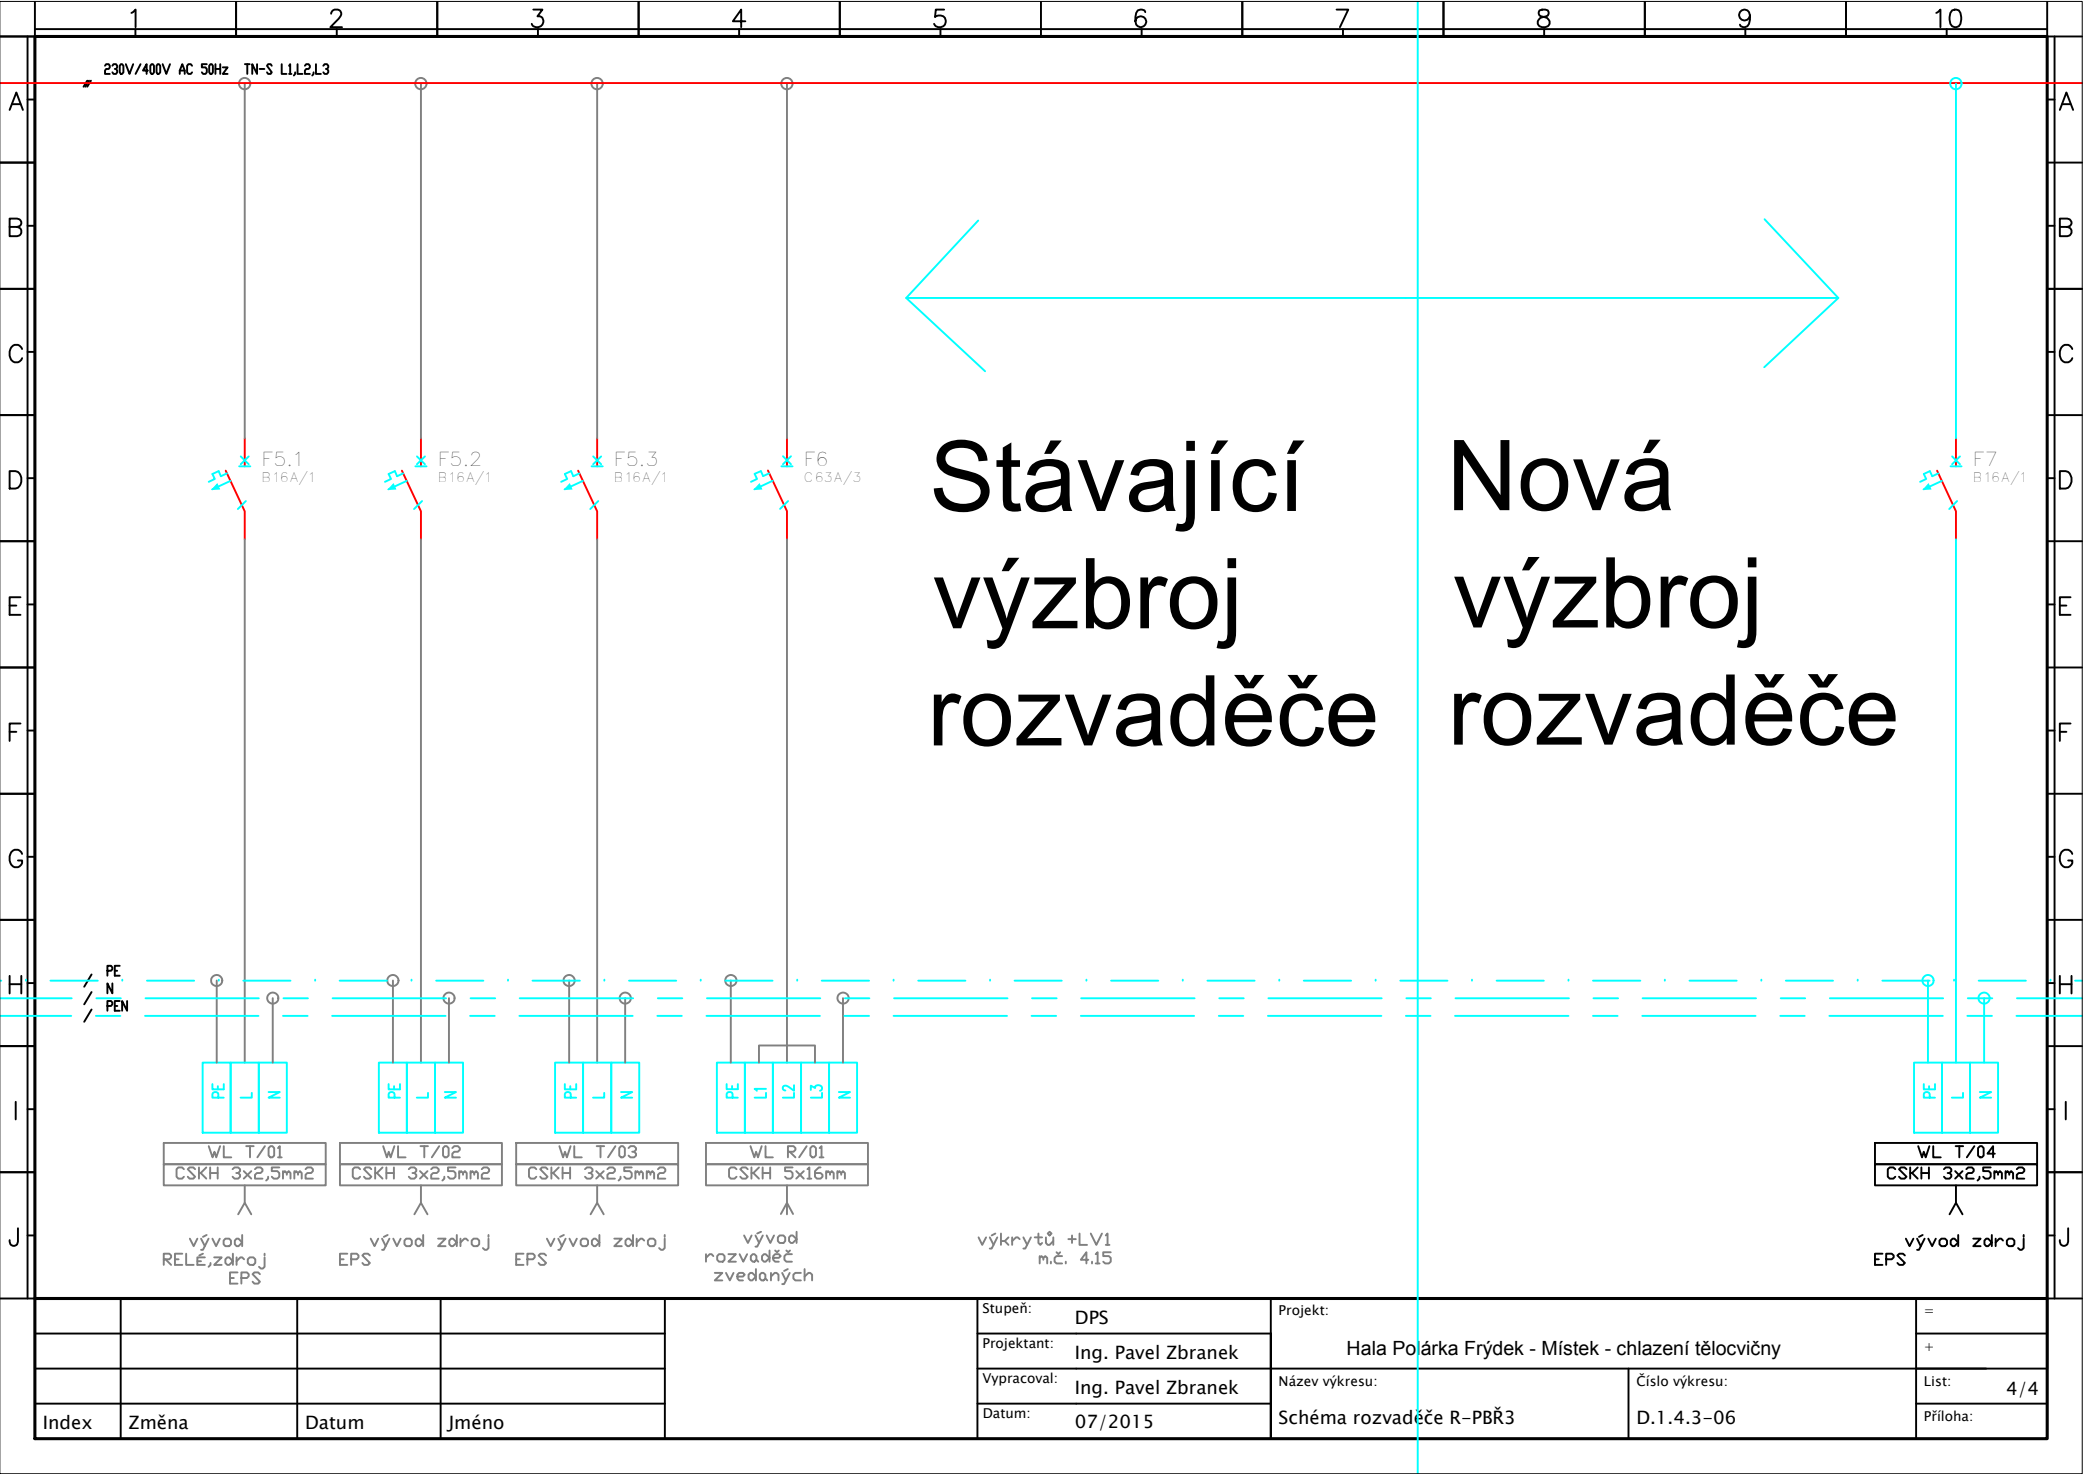 1 2 3 4 5 6 7 8 9 10
230V/400V AC 50Hz TN-S L1,L2,L3
A A
B B
C C
D D
E E
F F
G G
H H
I I
J J
F5.1
B16A/1
F5.2
B16A/1
F5.3
B16A/1
F6
C63A/3
F7
B16A/1
Stávající
výzbroj
rozvaděče
Nová
výzbroj
rozvaděče
PE
N
PEN
PE L N
PE L N
PE L N
PE L1 L2 L3 N
PE L N
WL T/01
CSKH 3x2,5mm2
WL T/02
CSKH 3x2,5mm2
WL T/03
CSKH 3x2,5mm2
WL R/01
CSKH 5x16mm
WL T/04
CSKH 3x2,5mm2
vývod
RELÉ,zdroj
EPS
vývod zdroj
EPS
vývod zdroj
EPS
vývod
rozvaděč
zvedaných
výkrytů +LV1
m.č. 4.15
vývod zdroj
EPS
Index Změna Datum Jméno
Stupeň: DPS
Projektant: Ing. Pavel Zbranek
Vypracoval: Ing. Pavel Zbranek
Datum: 07/2015
Projekt:
Hala Polárka Frýdek - Místek - chlazení tělocvičny
Název výkresu:
Schéma rozvaděče R-PBŘ3
Číslo výkresu:
D.1.4.3-06
=
+
List: 4/4
Příloha: